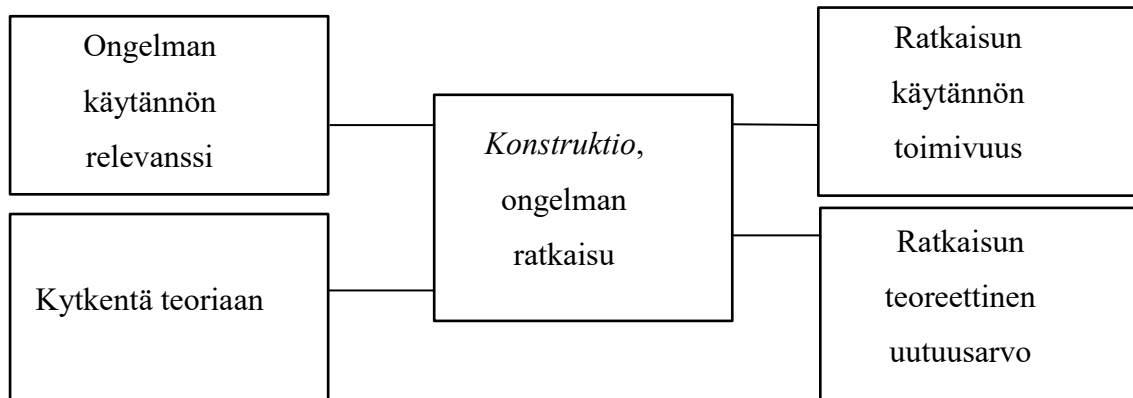 Ongelman
käytännön
relevanssi
Kytkentä teoriaan
Konstruktio,
ongelman
ratkaisu
Ratkaisun
käytännön
toimivuus
Ratkaisun
teoreettinen
uutuusarvo